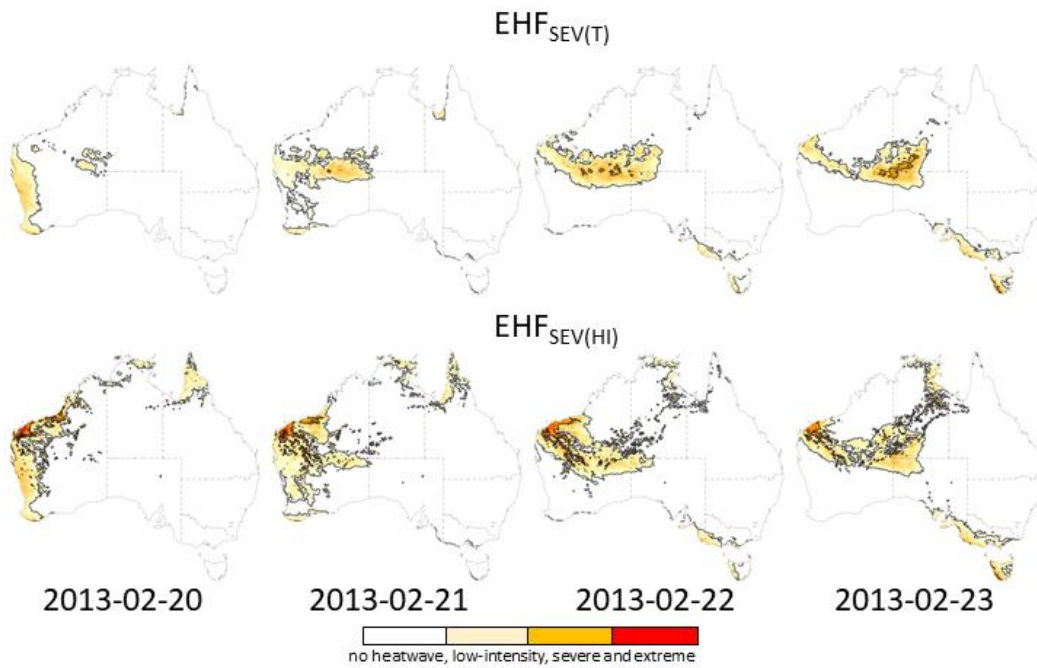 EHF_SEV(T)
EHF_SEV(HI)
2013-02-20 2013-02-21 2013-02-22 2013-02-23
no heatwave, low-intensity, severe and extreme